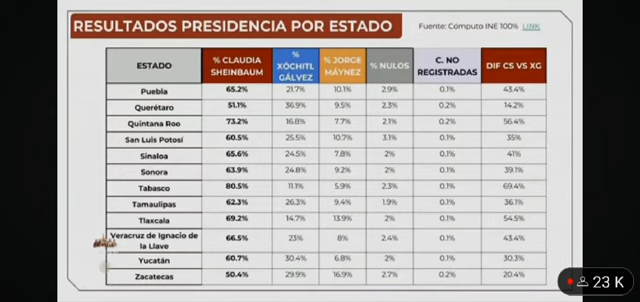 RESULTADOS PRESIDENCIA POR ESTADO
Fuente: Cómputo INE 100% LINK
ESTADO % CLAUDIA SHEINBAUM % XÓCHITL GÁLVEZ % JORGE MÁYNEZ % NULOS C. NO REGISTRADAS DIF CS VS XG
Puebla 65.2% 21.7% 10.1% 2.9% 0.1% 43.4%
Querétaro 51.1% 36.9% 9.5% 2.3% 0.2% 14.2%
Quintana Roo 73.2% 16.8% 7.7% 2.1% 0.2% 56.4%
San Luis Potosí 60.5% 25.5% 10.7% 3.1% 0.1% 35%
Sinaloa 65.6% 24.5% 7.8% 2% 0.1% 41%
Sonora 63.9% 24.8% 9.2% 2% 0.1% 39.1%
Tabasco 80.5% 11.1% 5.9% 2.3% 0.1% 69.4%
Tamaulipas 62.3% 26.3% 9.4% 1.9% 0.1% 36.1%
Tlaxcala 69.2% 14.7% 13.9% 2% 0.1% 54.5%
Veracruz de Ignacio de la Llave 66.5% 23% 8% 2.4% 0.1% 43.4%
Yucatán 60.7% 30.4% 6.8% 2% 0.1% 30.3%
Zacatecas 50.4% 29.9% 16.9% 2.7% 0.2% 20.4%
23 K